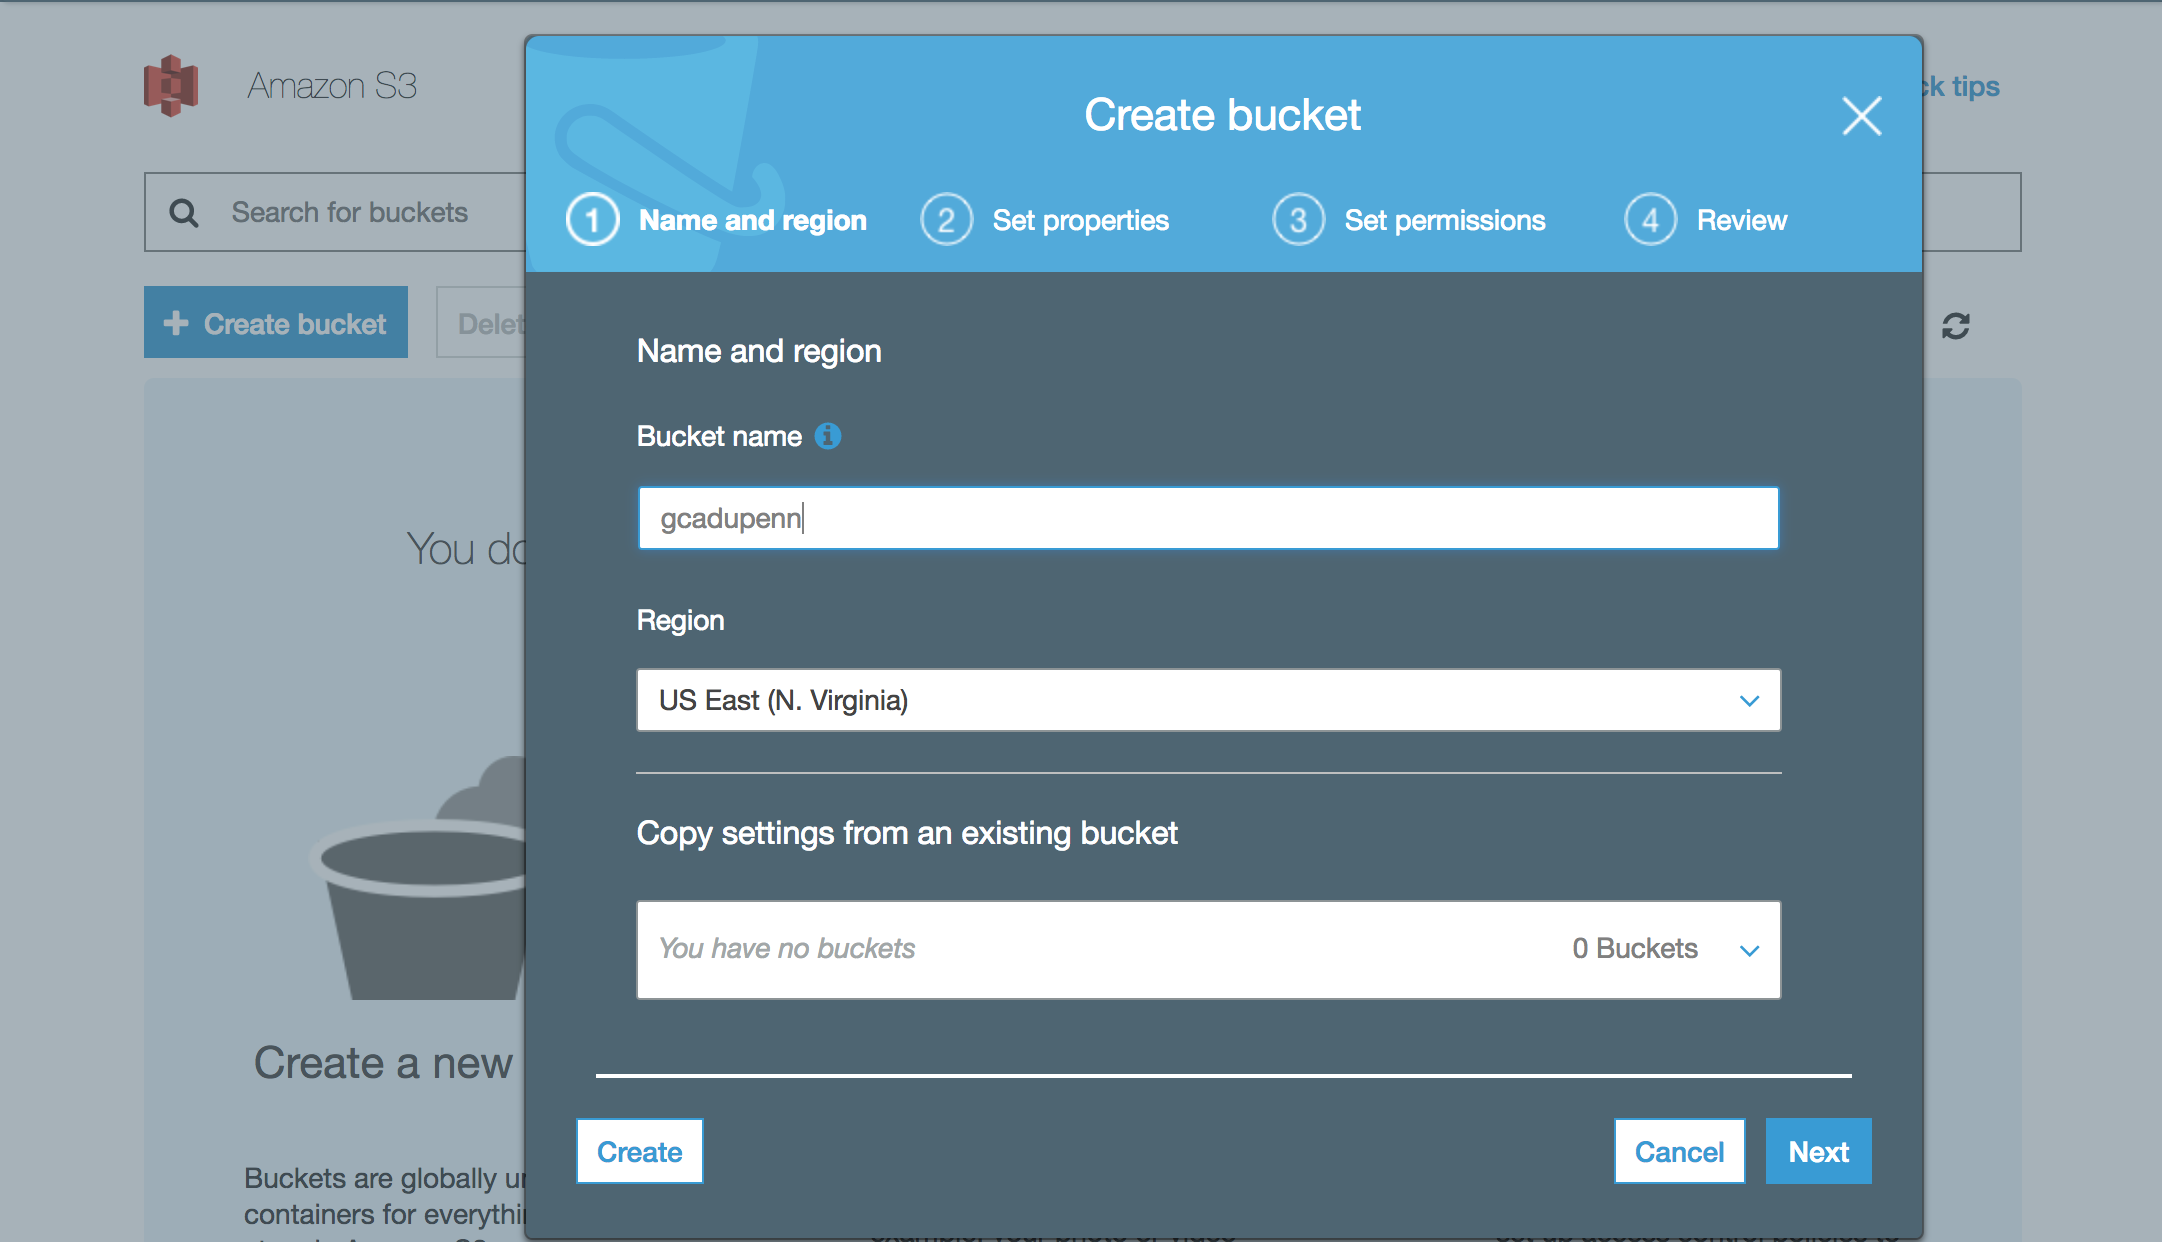 Amazon S3
ck tips
Search for buckets
Create bucket
Delet
You do
Create a new
Buckets are globally
containers for
Create bucket
1 Name and region
2 Set properties
3 Set permissions
4 Review
Name and region
Bucket name
gcadupenn
Region
US East (N. Virginia)
Copy settings from an existing bucket
You have no buckets 0 Buckets
Create
Cancel
Next